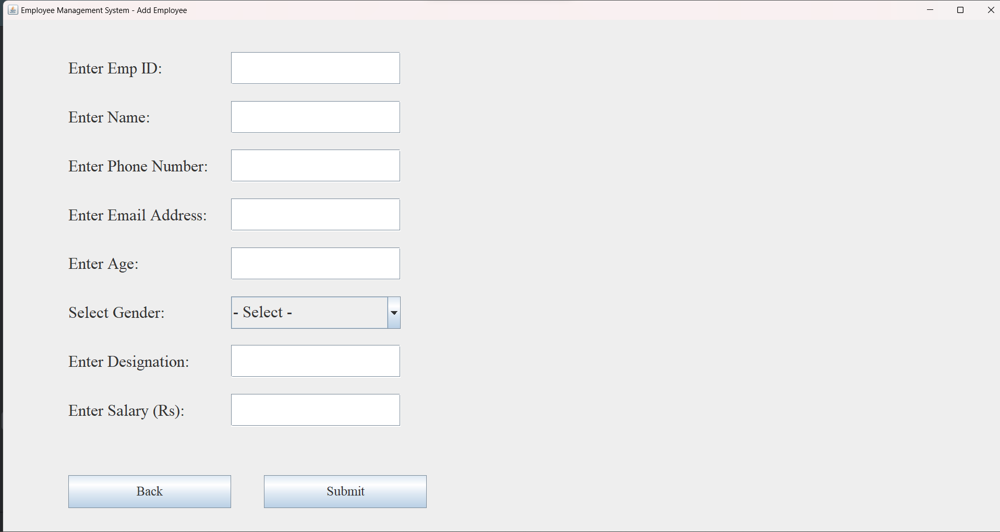 Employee Management System - Add Employee
Enter Emp ID:
Enter Name:
Enter Phone Number:
Enter Email Address:
Enter Age:
Select Gender:
- Select -
Enter Designation:
Enter Salary (Rs):
Back
Submit